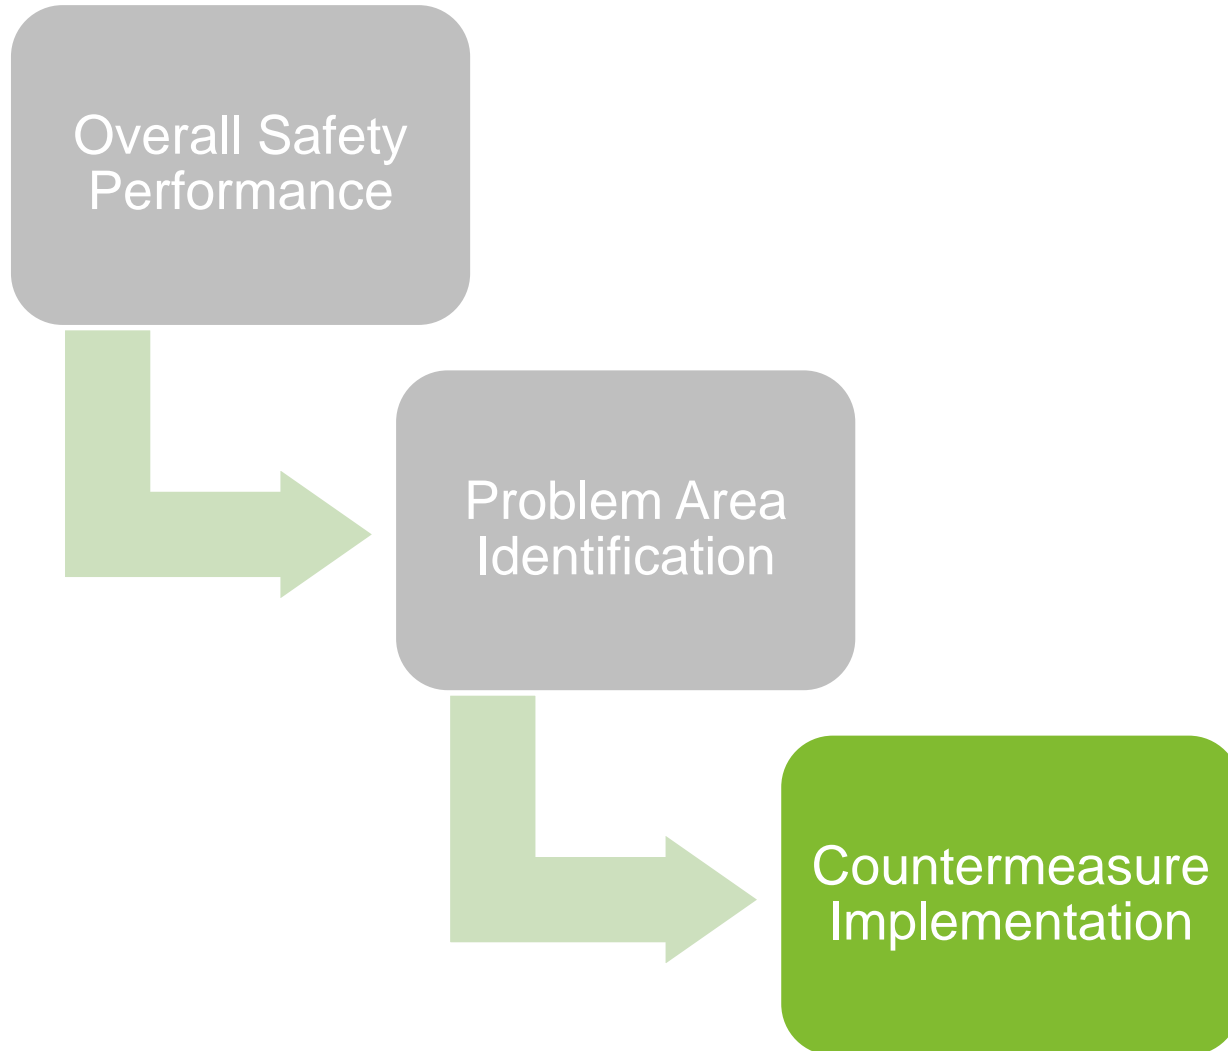 Overall Safety
Performance
Problem Area
Identification
Countermeasure
Implementation